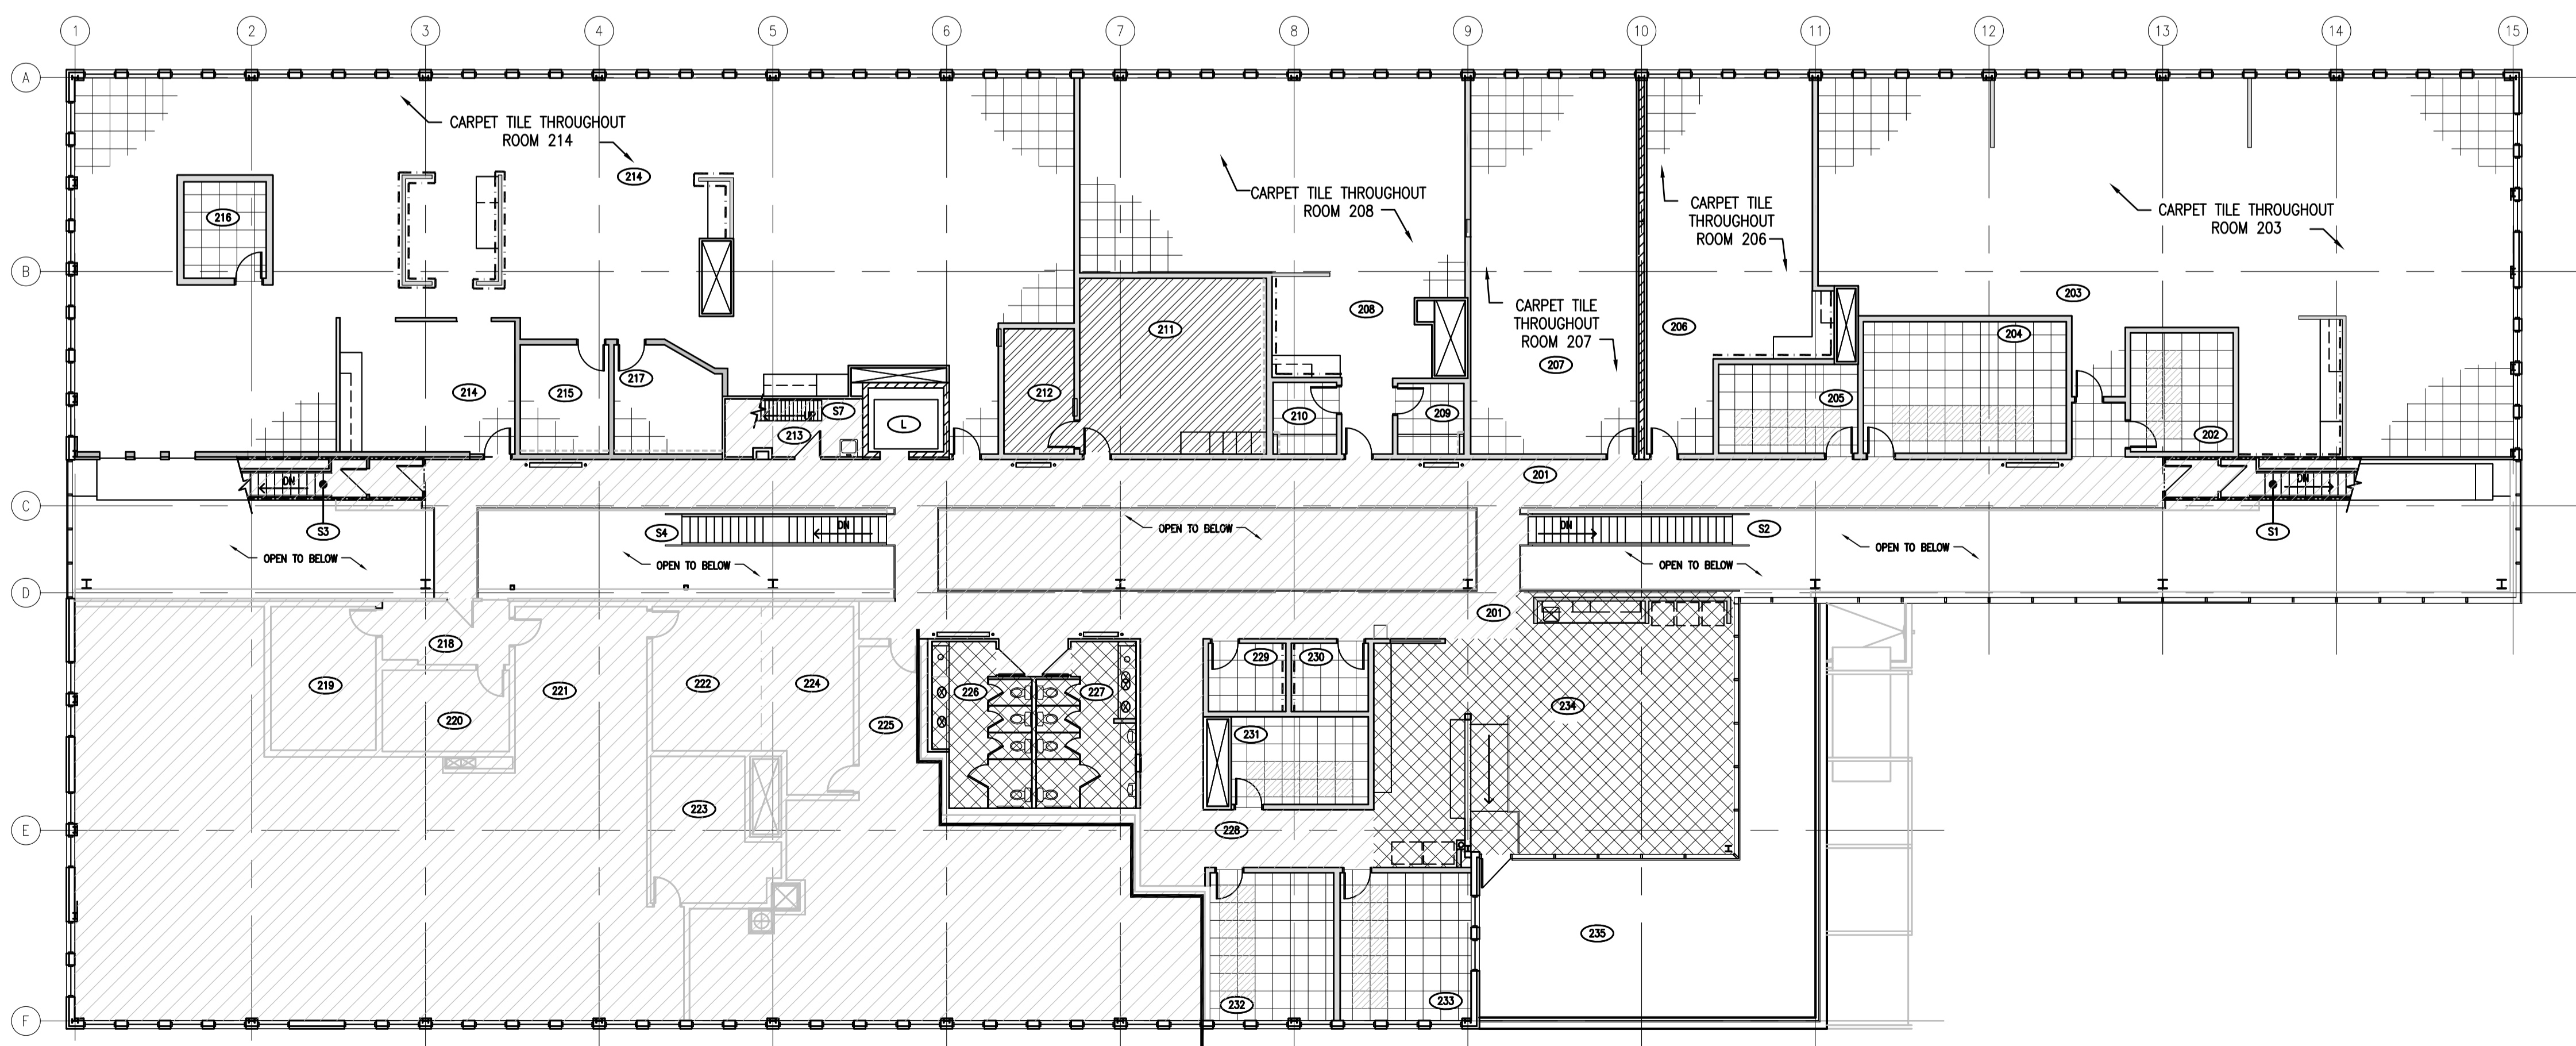 1 2 3 4 5 6 7 8 9 10 11 12 13 14 15
A
CARPET TILE THROUGHOUT
ROOM 214
214
CARPET TILE THROUGHOUT
ROOM 208
CARPET TILE
THROUGHOUT
ROOM 206
CARPET TILE THROUGHOUT
ROOM 203
216
B
203
208
211
CARPET TILE
THROUGHOUT
ROOM 207
206
204
207
217
214
215
212
205
S7
UP
213
L
210
209
202
201
DN
DN
C
S3
S4
DN
OPEN TO BELOW
DN
S2
S1
OPEN TO BELOW
OPEN TO BELOW
OPEN TO BELOW
OPEN TO BELOW
D
201
218
229
230
219
222
224
221
226
227
220
225
234
231
223
E
228
235
232
233
F